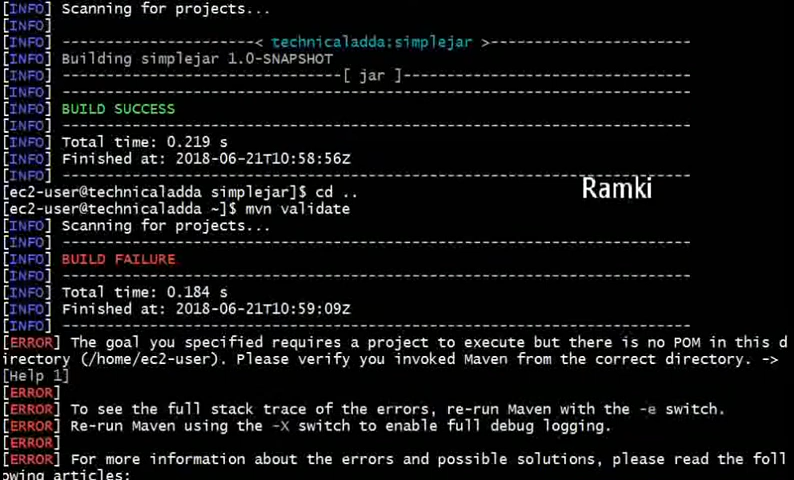 [INFO] Scanning for projects...
[INFO]
[INFO] ----------------------< technicaladda:simplejar >-----------------------
[INFO] Building simplejar 1.0-SNAPSHOT
[INFO] --------------------------------[ jar ]---------------------------------
[INFO] ------------------------------------------------------------------------
[INFO] BUILD SUCCESS
[INFO] ------------------------------------------------------------------------
[INFO] Total time: 0.219 s
[INFO] Finished at: 2018-06-21T10:58:56Z
[INFO] ------------------------------------------------------------------------
[ec2-user@technicaladda simplejar]$ cd ..
Ramki
[ec2-user@technicaladda ~]$ mvn validate
[INFO] Scanning for projects...
[INFO] ------------------------------------------------------------------------
[INFO] BUILD FAILURE
[INFO] ------------------------------------------------------------------------
[INFO] Total time: 0.184 s
[INFO] Finished at: 2018-06-21T10:59:09Z
[INFO] ------------------------------------------------------------------------
[ERROR] The goal you specified requires a project to execute but there is no POM in this d
irectory (/home/ec2-user). Please verify you invoked Maven from the correct directory. ->
[Help 1]
[ERROR]
[ERROR] To see the full stack trace of the errors, re-run Maven with the -e switch.
[ERROR] Re-run Maven using the -X switch to enable full debug logging.
[ERROR]
[ERROR] For more information about the errors and possible solutions, please read the foll
owing articles: